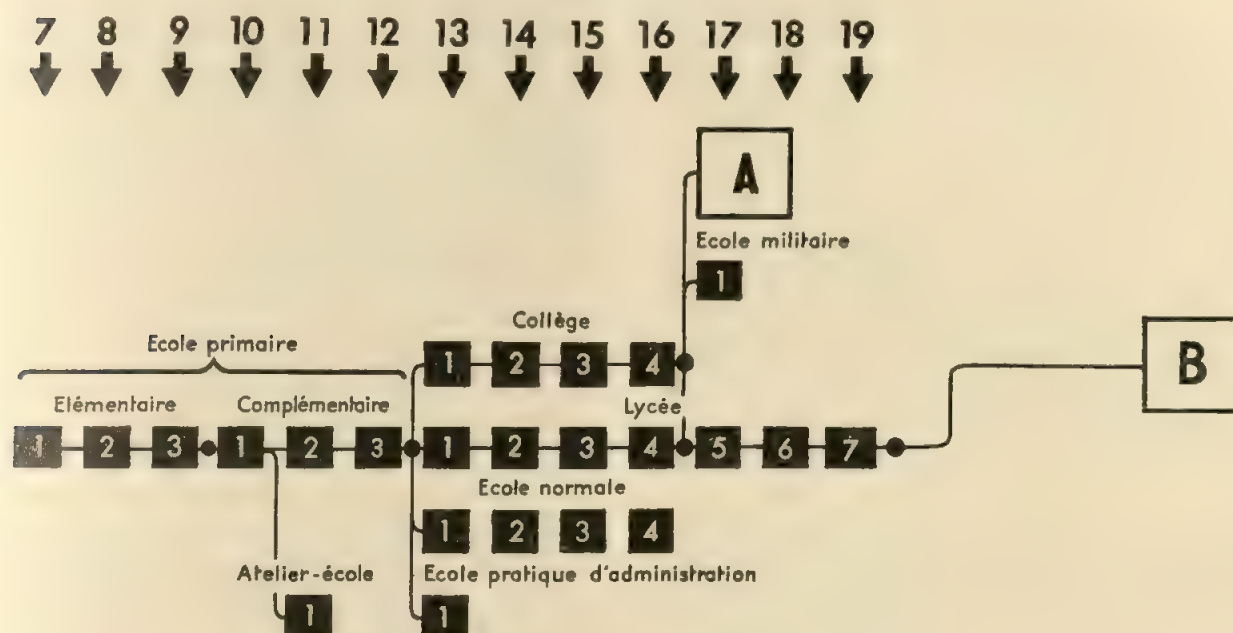 7 8 9 10 11 12 13 14 15 16 17 18 19
A
Ecole militaire
1
Collège
Ecole primaire
1 2 3 4
B
Elémentaire Complémentaire Lycée
1 2 3 1 2 3 1 2 3 4 5 6 7
Ecole normale
1 2 3 4
Atelier-école Ecole pratique d'administration
1 1